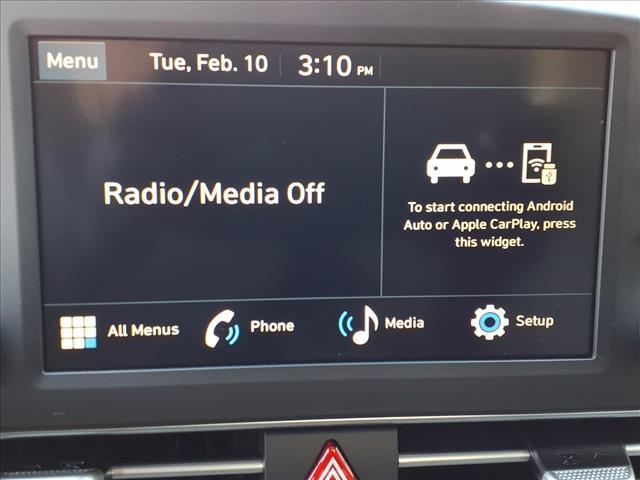 Menu Tue, Feb. 10 3:10 PM
Radio/Media Off
To start connecting Android
Auto or Apple CarPlay, press
this widget.
All Menus Phone Media Setup